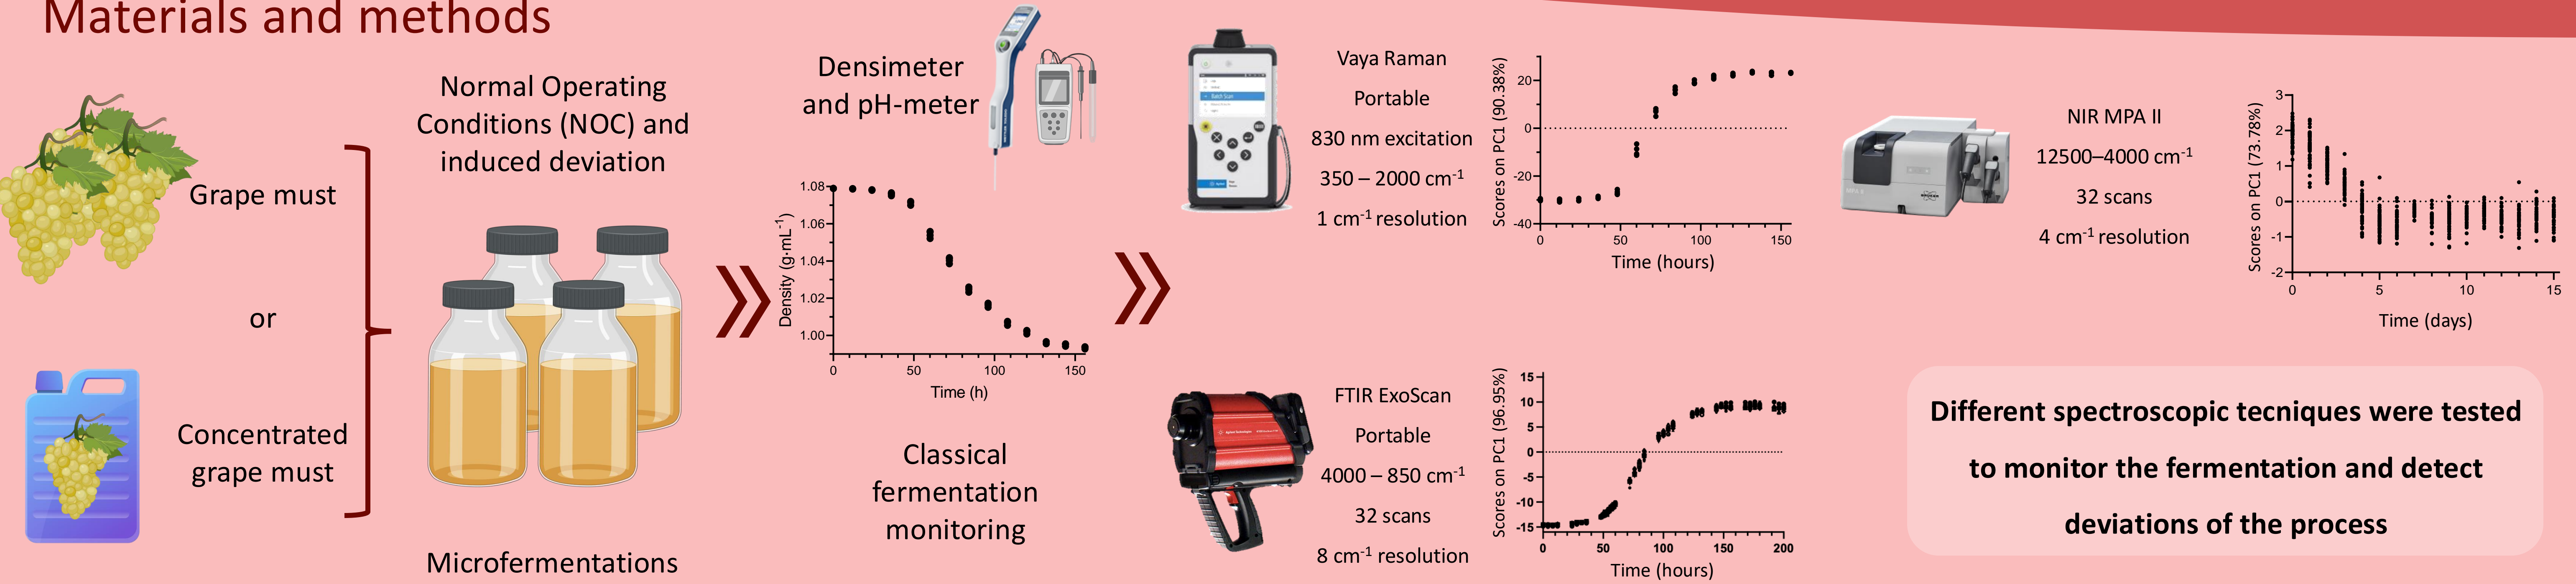 Materials and methods
Grape must
or
Concentrated
grape must
Normal Operating
Conditions (NOC) and
induced deviation
Microfermentations
Densimeter
and pH-meter
Density (g·mL⁻¹)
1.08
1.06
1.04
1.02
1.00
0 50 100 150
Time (h)
Classical
fermentation
monitoring
Vaya Raman
Portable
830 nm excitation
350 – 2000 cm⁻¹
1 cm⁻¹ resolution
Scores on PC1 (90.38%)
20
0
-20
-40
0 50 100 150
Time (hours)
FTIR ExoScan
Portable
4000 – 850 cm⁻¹
32 scans
8 cm⁻¹ resolution
Scores on PC1 (96.95%)
15
10
5
0
-5
-10
-15
0 50 100 150 200
Time (hours)
NIR MPA II
12500–4000 cm⁻¹
32 scans
4 cm⁻¹ resolution
Scores on PC1 (73.78%)
3
2
1
0
-1
-2
0 5 10 15
Time (days)
Different spectroscopic tecniques were tested
to monitor the fermentation and detect
deviations of the process